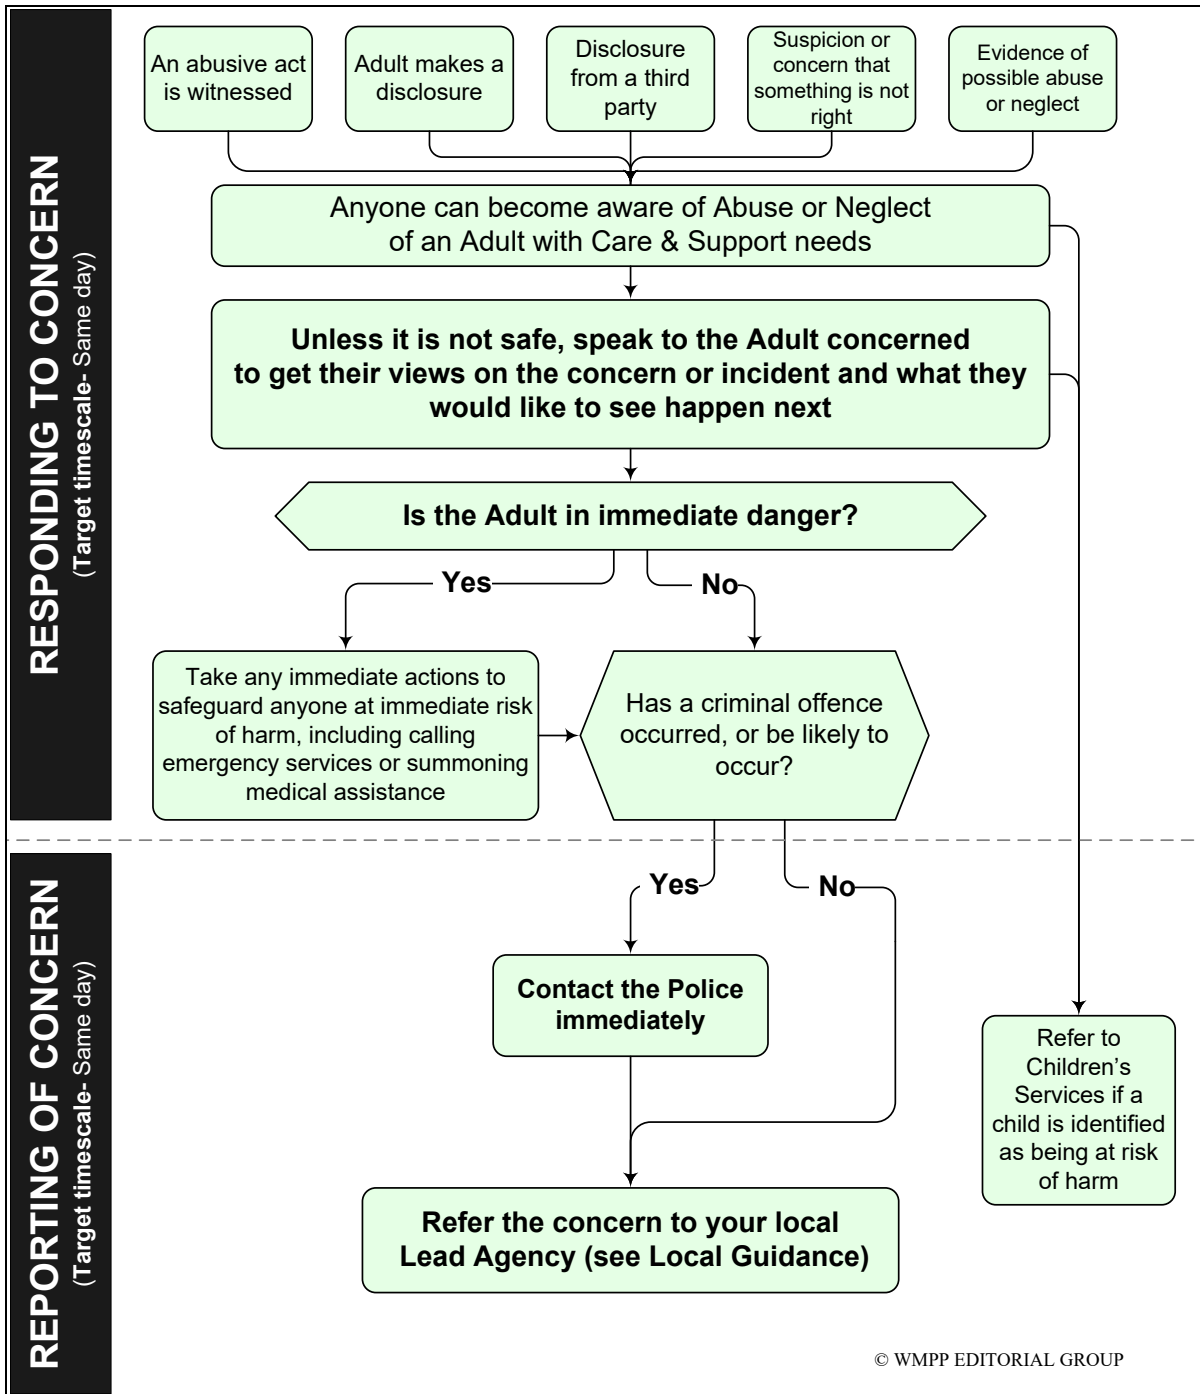 RESPONDING TO CONCERN
(Target timescale- Same day)
An abusive act
is witnessed
Adult makes a
disclosure
Disclosure
from a third
party
Suspicion or
concern that
something is not
right
Evidence of
possible abuse
or neglect
Anyone can become aware of Abuse or Neglect
of an Adult with Care & Support needs
Unless it is not safe, speak to the Adult concerned
to get their views on the concern or incident and what they
would like to see happen next
Is the Adult in immediate danger?
Yes
No
Take any immediate actions to
safeguard anyone at immediate risk
of harm, including calling
emergency services or summoning
medical assistance
Has a criminal offence
occurred, or be likely to
occur?
REPORTING OF CONCERN
(Target timescale- Same day)
Yes
No
Contact the Police
immediately
Refer to
Children’s
Services if a
child is identified
as being at risk
of harm
Refer the concern to your local
Lead Agency (see Local Guidance)
© WMPP EDITORIAL GROUP